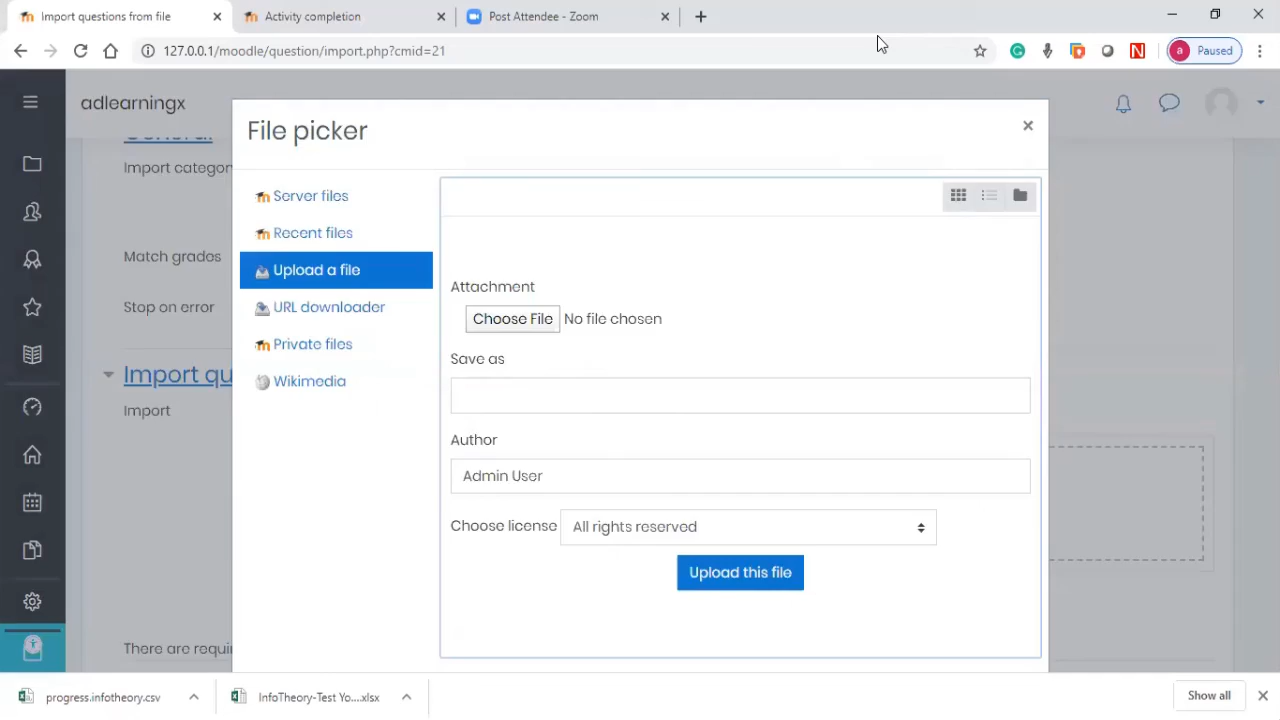 Import questions from file
Activity completion
Post Attendee - Zoom
127.0.0.1/moodle/question/import.php?cmid=21
N
a Paused
adlearningx
General
Import category
Match grades
Stop on error
Import qu
Import
There are requir
File picker
Server files
Recent files
Upload a file
URL downloader
Private files
Wikimedia
Attachment
Choose File No file chosen
Save as
Author
Admin User
Choose license All rights reserved
Upload this file
progress.infotheory.csv
InfoTheory-Test Yo....xlsx
Show all